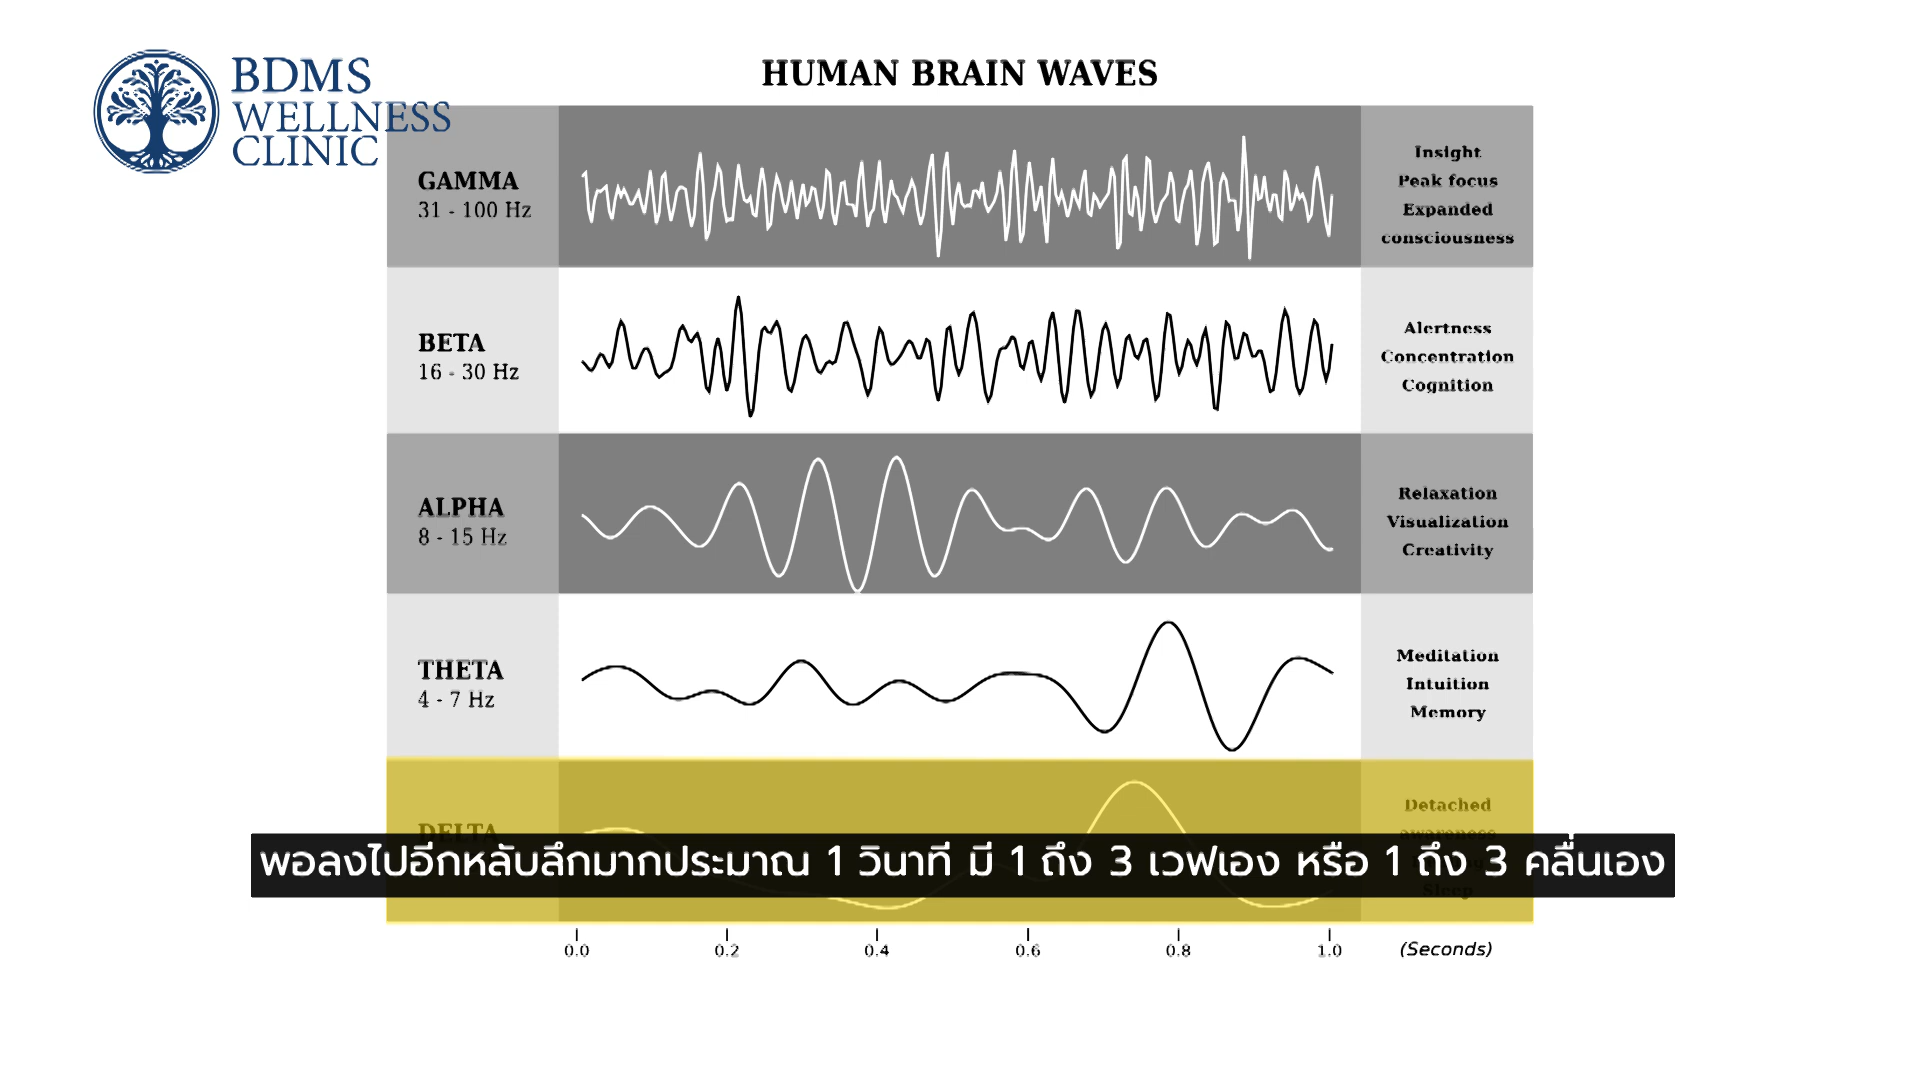 BDMS
WELLNESS
CLINIC
HUMAN BRAIN WAVES
GAMMA
31 - 100 Hz
Insight
Peak focus
Expanded
consciousness
BETA
16 - 30 Hz
Alertness
Concentration
Cognition
ALPHA
8 - 15 Hz
Relaxation
Visualization
Creativity
THETA
4 - 7 Hz
Meditation
Intuition
Memory
DELTA
Detached
awareness
Sleep
พอลงไปอีกหลับลึกมากประมาณ 1 วินาที มี 1 ถึง 3 เวฟเอง หรือ 1 ถึง 3 คลื่นเอง
0.0 0.2 0.4 0.6 0.8 1.0 (Seconds)